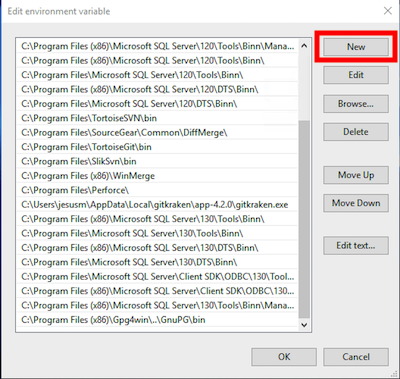 Edit environment variable
C:\Program Files (x86)\Microsoft SQL Server\120\Tools\Binn\Mana...
C:\Program Files (x86)\Microsoft SQL Server\120\Tools\Binn\
C:\Program Files\Microsoft SQL Server\120\Tools\Binn\
C:\Program Files (x86)\Microsoft SQL Server\120\DTS\Binn\
C:\Program Files\Microsoft SQL Server\120\DTS\Binn\
C:\Program Files\TortoiseSVN\bin
C:\Program Files\SourceGear\Common\DiffMerge\
C:\Program Files\TortoiseGit\bin
C:\Program Files\SlikSvn\bin
C:\Program Files (x86)\WinMerge
C:\Program Files\Perforce\
C:\Users\jesusm\AppData\Local\gitkraken\app-4.2.0\gitkraken.exe
C:\Program Files (x86)\Microsoft SQL Server\130\Tools\Binn\
C:\Program Files\Microsoft SQL Server\130\Tools\Binn\
C:\Program Files (x86)\Microsoft SQL Server\130\DTS\Binn\
C:\Program Files\Microsoft SQL Server\130\DTS\Binn\
C:\Program Files\Microsoft SQL Server\Client SDK\ODBC\130\Tool...
C:\Program Files (x86)\Microsoft SQL Server\Client SDK\ODBC\130...
C:\Program Files (x86)\Microsoft SQL Server\130\Tools\Binn\Mana...
C:\Program Files (x86)\Gpg4win\..\GnuPG\bin
New
Edit
Browse...
Delete
Move Up
Move Down
Edit text...
OK
Cancel